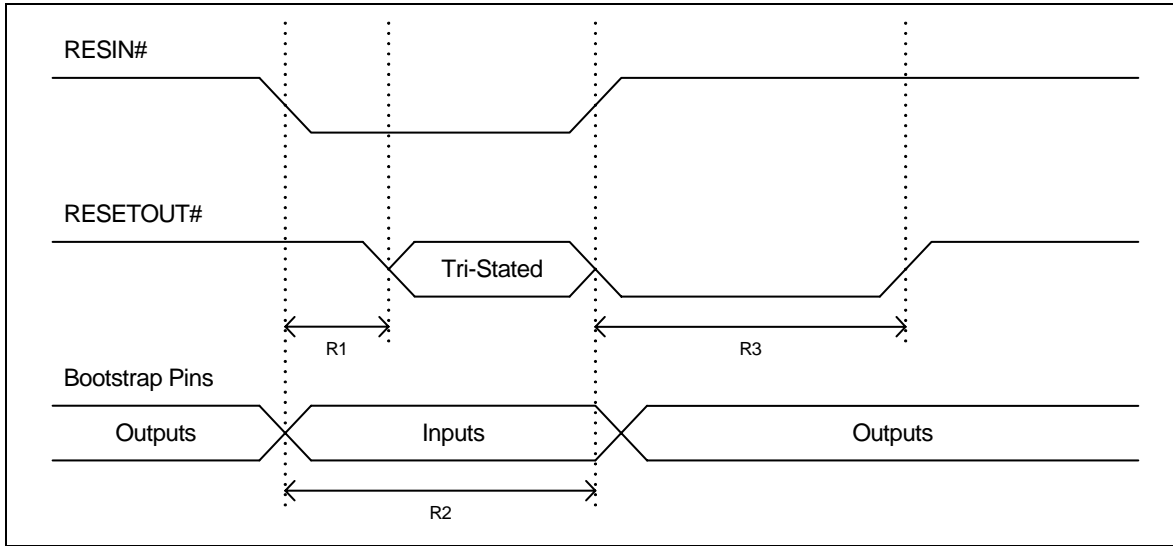 RESIN#
RESETOUT#
Tri-Stated
R1
R3
Bootstrap Pins
Outputs
Inputs
Outputs
R2